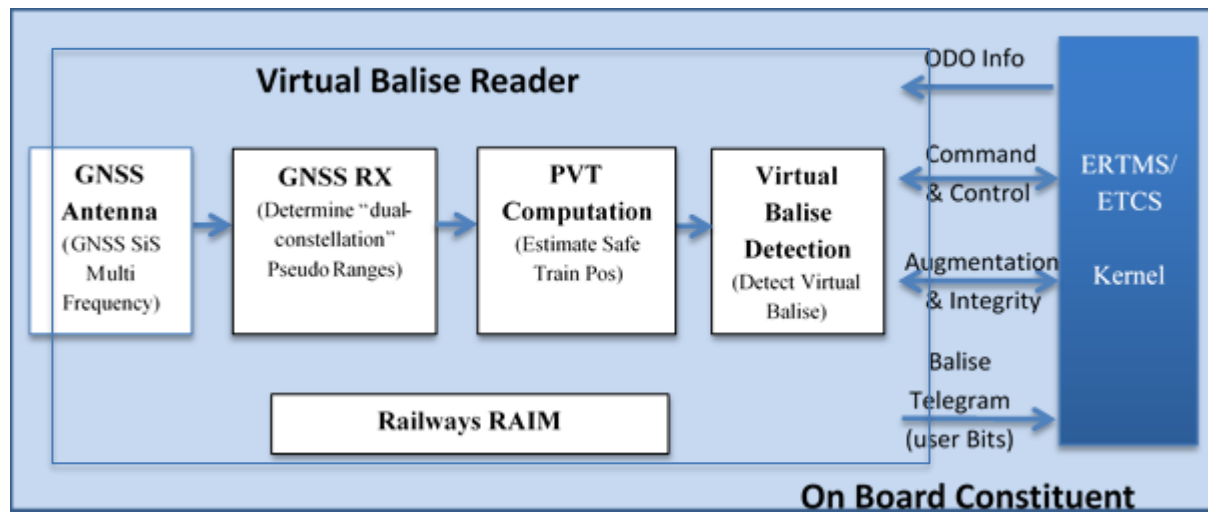 ODO Info
Virtual Balise Reader
GNSS
Antenna
(GNSS SiS
Multi
Frequency)
GNSS RX
(Determine “dual-
constellation”
Pseudo Ranges)
PVT
Computation
(Estimate Safe
Train Pos)
Virtual
Balise
Detection
(Detect Virtual
Balise)
Command
& Control
Augmentation
& Integrity
Balise
Telegram
(user Bits)
ERTMS/
ETCS
Kernel
Railways RAIM
On Board Constituent